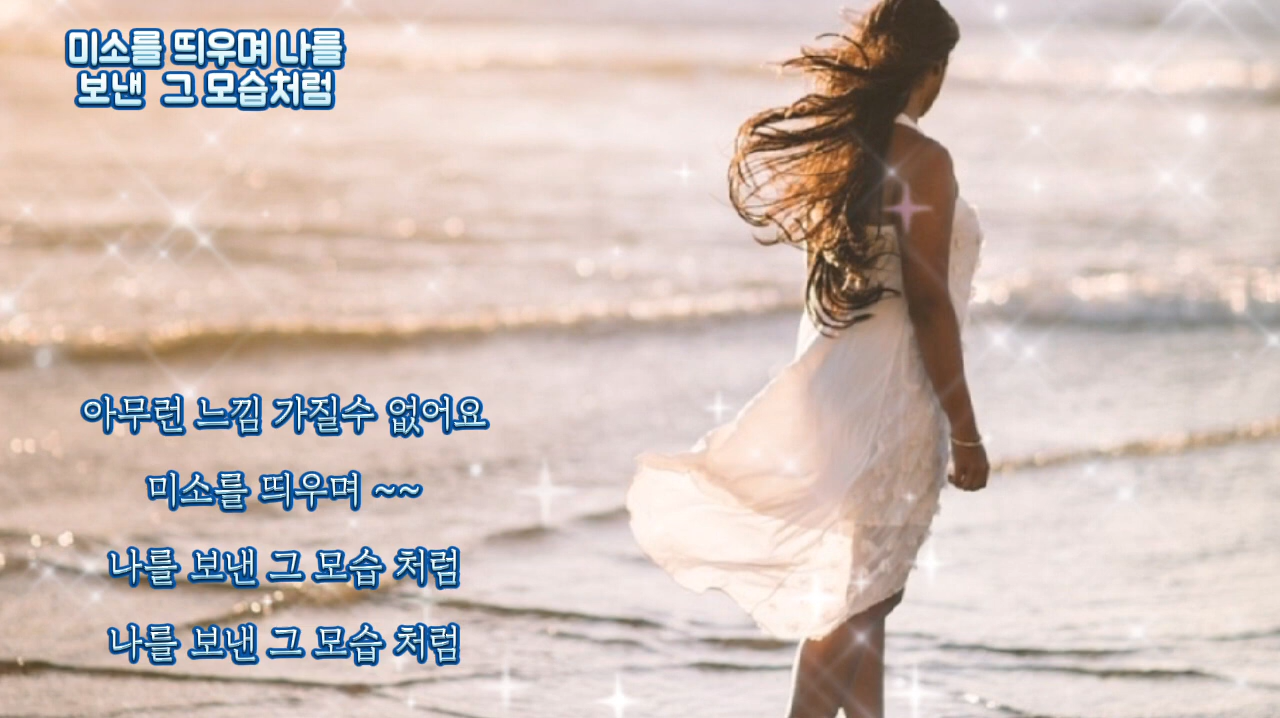 미소를 띄우며 나를
보낸 그 모습처럼
아무런 느낌 가질수 없어요
미소를 띄우며 ~~
나를 보낸 그 모습 처럼
나를 보낸 그 모습 처럼